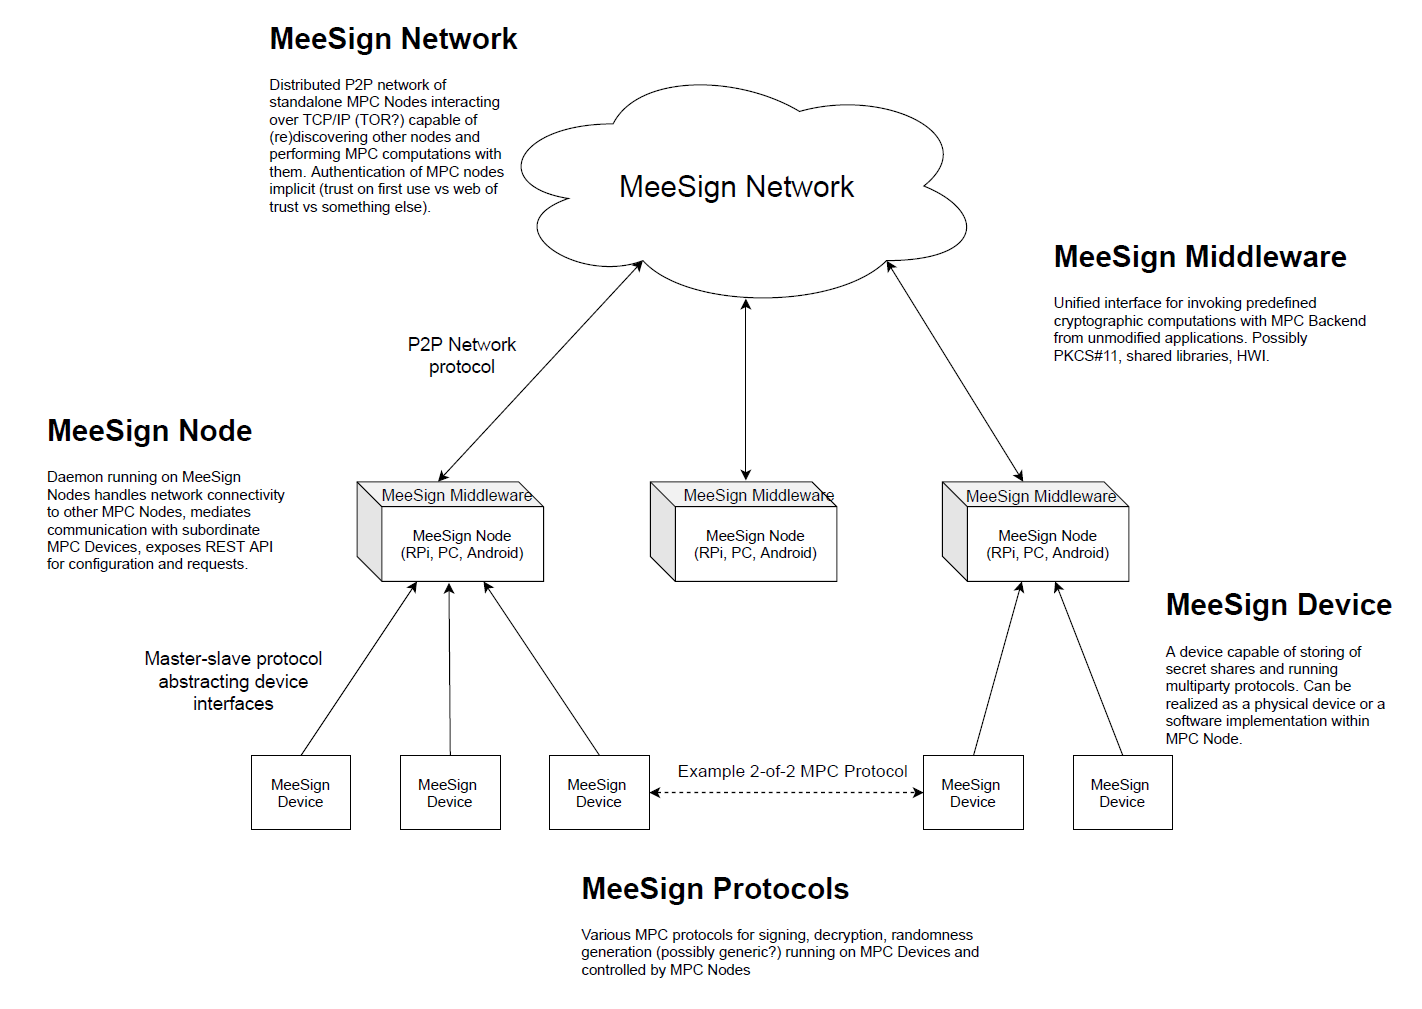 MeeSign Network
Distributed P2P network of
standalone MPC Nodes interacting
over TCP/IP (TOR?) capable of
(re)discovering other nodes and
performing MPC computations with
them. Authentication of MPC nodes
implicit (trust on first use vs web of
trust vs something else).
MeeSign Network
MeeSign Middleware
Unified interface for invoking predefined
cryptographic computations with MPC Backend
from unmodified applications. Possibly
PKCS#11, shared libraries, HWI.
P2P Network
protocol
MeeSign Node
Daemon running on MeeSign
Nodes handles network connectivity
to other MPC Nodes, mediates
communication with subordinate
MPC Devices, exposes REST API
for configuration and requests.
MeeSign Middleware
MeeSign Node
(RPi, PC, Android)
MeeSign Middleware
MeeSign Node
(RPi, PC, Android)
MeeSign Middleware
MeeSign Node
(RPi, PC, Android)
MeeSign Device
A device capable of storing of
secret shares and running
multiparty protocols. Can be
realized as a physical device or a
software implementation within
MPC Node.
Master-slave protocol
abstracting device
interfaces
MeeSign
Device
MeeSign
Device
MeeSign
Device
Example 2-of-2 MPC Protocol
MeeSign
Device
MeeSign
Device
MeeSign Protocols
Various MPC protocols for signing, decryption, randomness
generation (possibly generic?) running on MPC Devices and
controlled by MPC Nodes